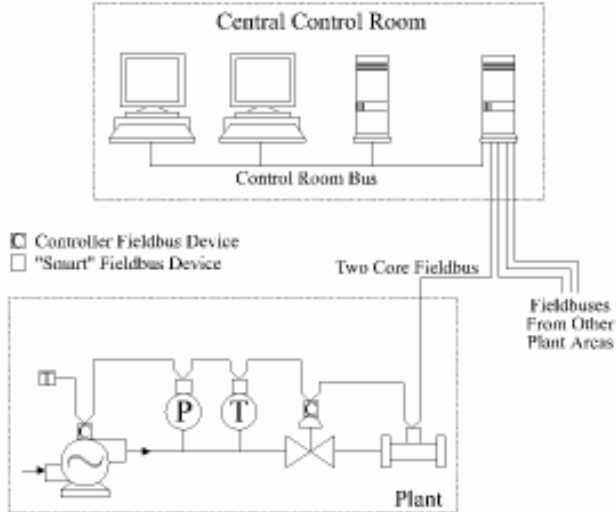 Central Control Room
Control Room Bus
Controller Fieldbus Device
"Smart" Fieldbus Device
Two Core Fieldbus
Fieldbuses
From Other
Plant Areas
T
P
T
Plant